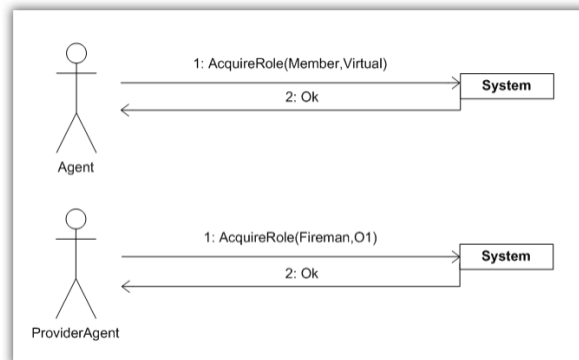 1: AcquireRole(Member,Virtual)
System
2: Ok
Agent
1: AcquireRole(Fireman,O1)
System
2: Ok
ProviderAgent